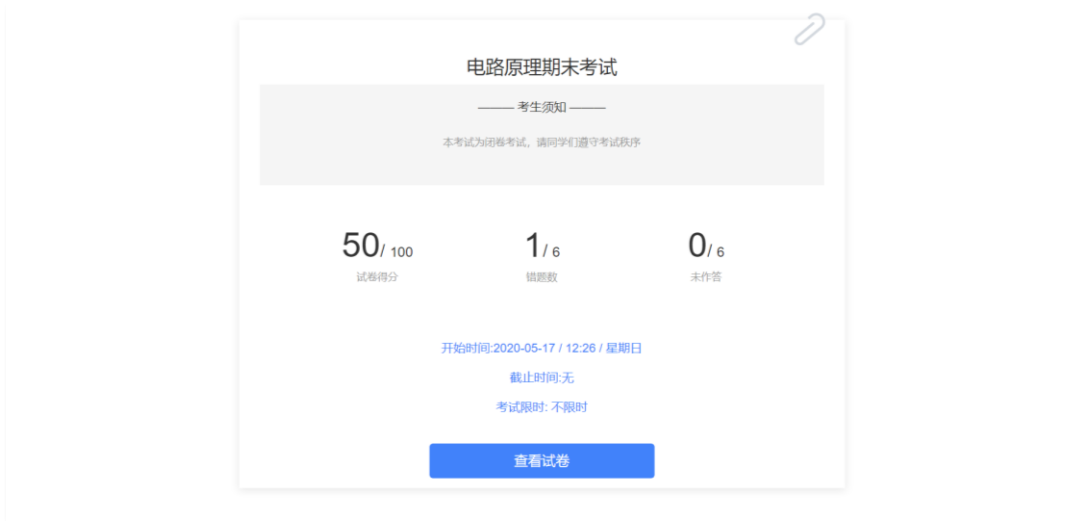 电路原理期末考试
——— 考生须知 ———
本考试为闭卷考试，请同学们遵守考试秩序
50/ 100 1/ 6 0/ 6
试卷得分 错题数 未作答
开始时间:2020-05-17 / 12:26 / 星期日
截止时间:无
考试限时: 不限时
查看试卷